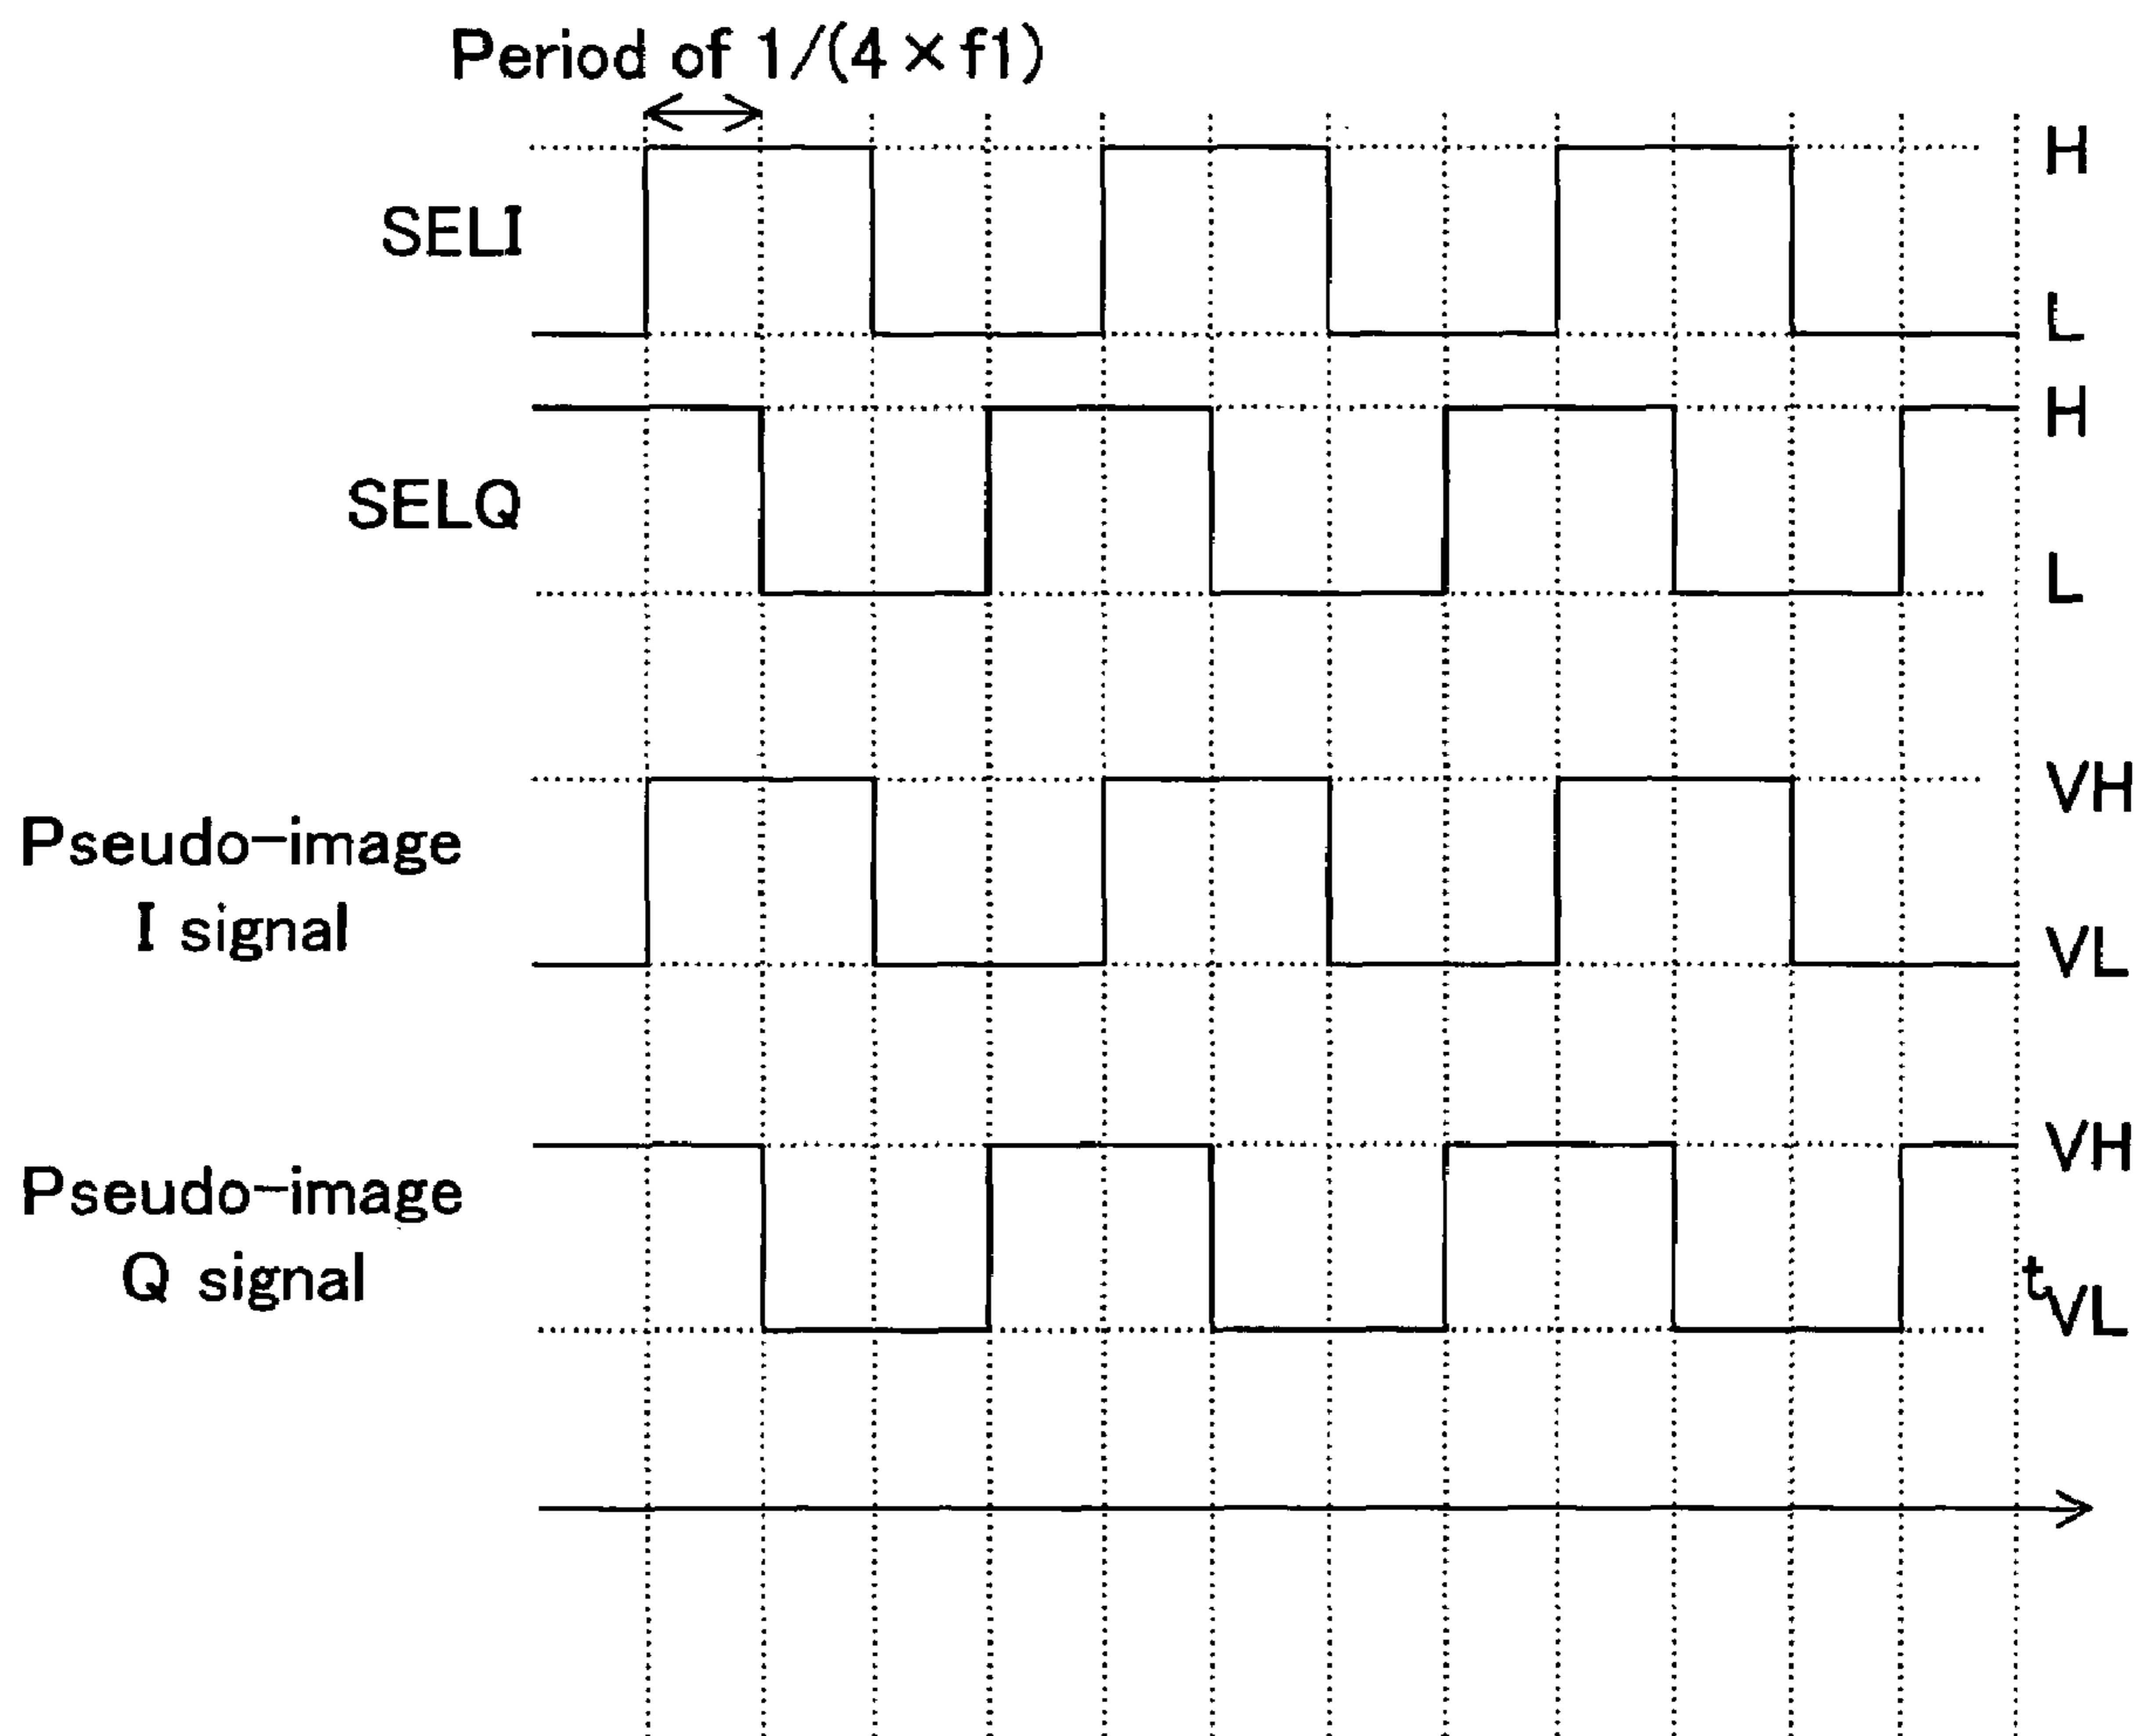 Period of 1/(4×f1)
H
SELI
L
H
SELQ
L
VH
Pseudo-image
I signal
VL
VH
Pseudo-image
Q signal
t
VL